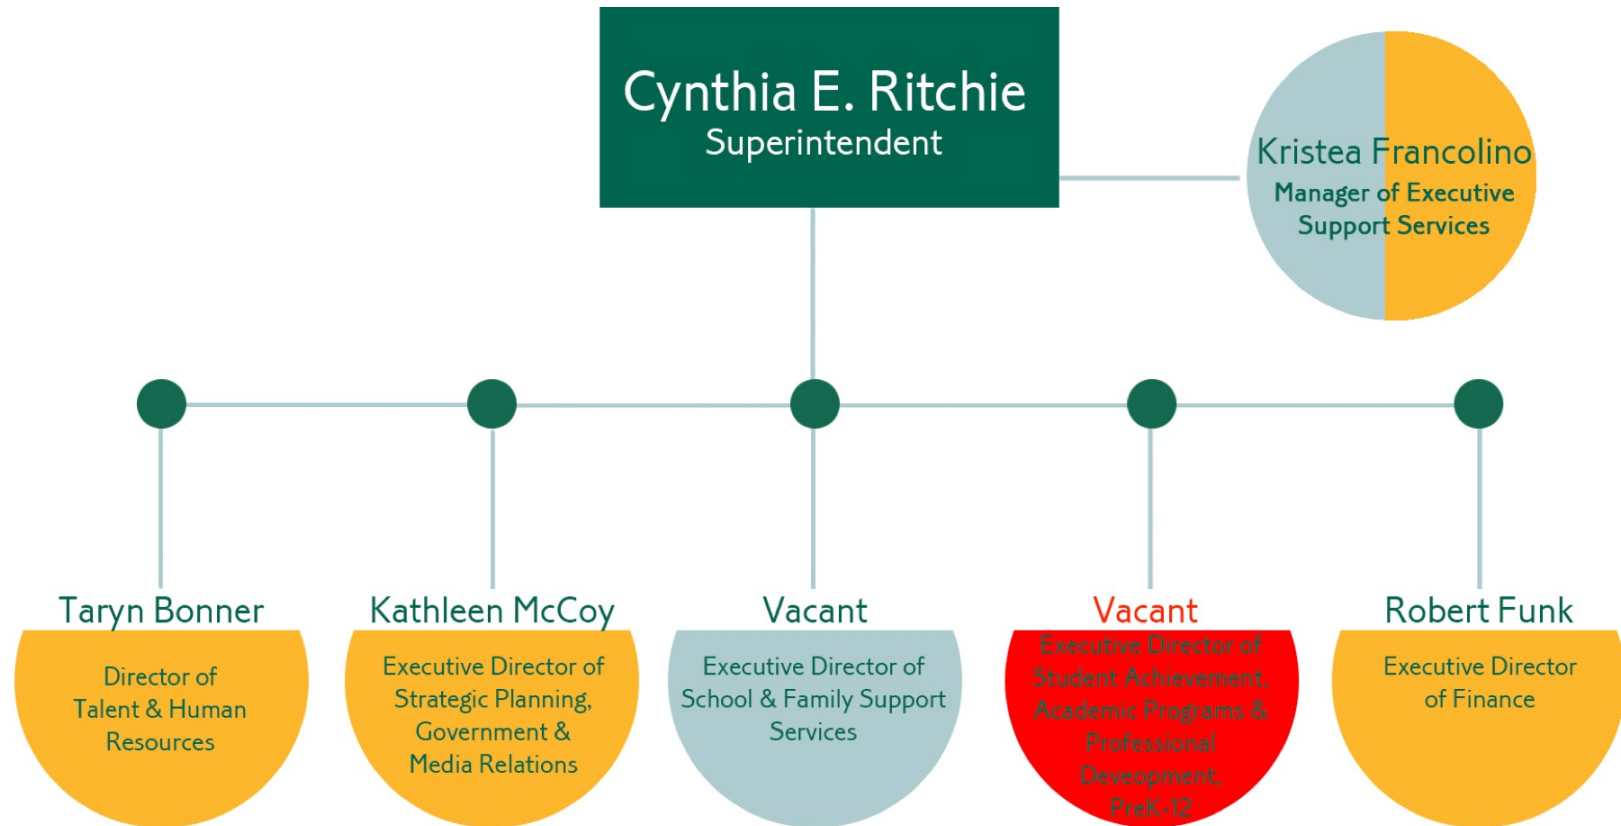 Cynthia E. Ritchie
Superintendent
Kristea Francolino
Manager of Executive
Support Services
Taryn Bonner
Director of
Talent & Human
Resources
Kathleen McCoy
Executive Director of
Strategic Planning,
Government &
Media Relations
Vacant
Executive Director of
School & Family Support
Services
Vacant
Executive Director of
Student Achievement,
Academic Programs &
Professional
Deveopment,
PreK-12
Robert Funk
Executive Director
of Finance